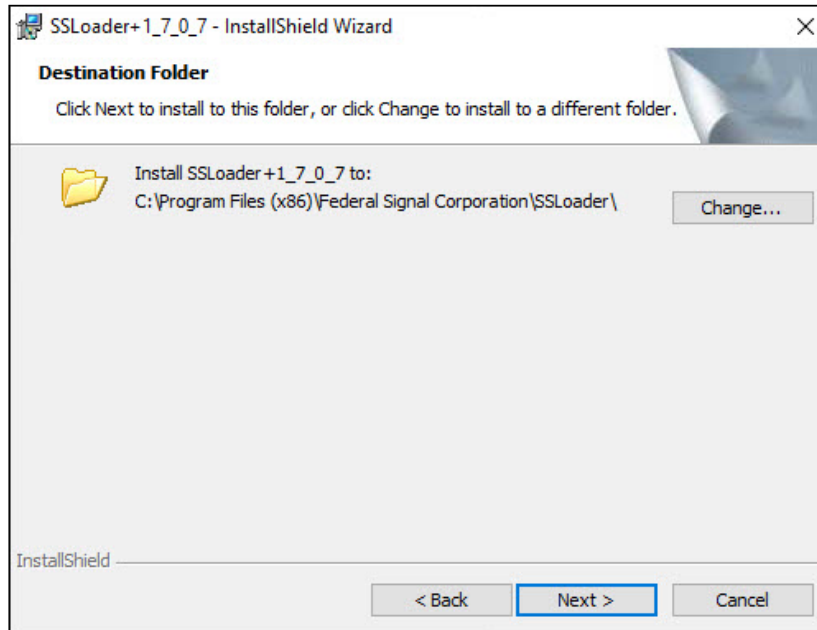 SSLoader+1_7_0_7 - InstallShield Wizard
Destination Folder
Click Next to install to this folder, or click Change to install to a different folder.
Install SSLoader+1_7_0_7 to:
C:\Program Files (x86)\Federal Signal Corporation\SSLoader\
Change...
InstallShield
< Back
Next >
Cancel